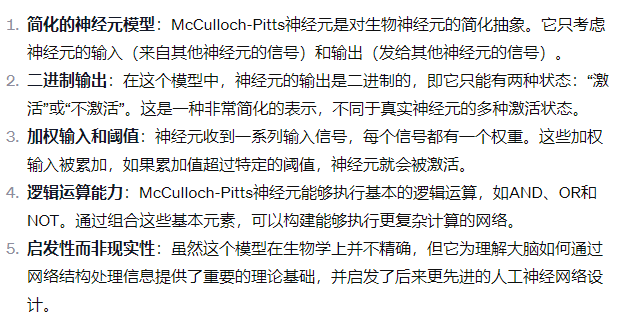 1. 简化的神经元模型：McCulloch-Pitts神经元是对生物神经元的简化抽象。它只考虑
神经元的输入（来自其他神经元的信号）和输出（发给其他神经元的信号）。
2. 二进制输出：在这个模型中，神经元的输出是二进制的，即它只能有两种状态：“激
活”或“不激活”。这是一种非常简化的表示，不同于真实神经元的多种激活状态。
3. 加权输入和阈值：神经元收到一系列输入信号，每个信号都有一个权重。这些加权
输入被累加，如果累加值超过特定的阈值，神经元就会被激活。
4. 逻辑运算能力：McCulloch-Pitts神经元能够执行基本的逻辑运算，如AND、OR和
NOT。通过组合这些基本元素，可以构建能够执行更复杂计算的网络。
5. 启发性而非现实性：虽然这个模型在生物学上并不精确，但它为理解大脑如何通过
网络结构处理信息提供了重要的理论基础，并启发了后来更先进的人工神经网络设
计。